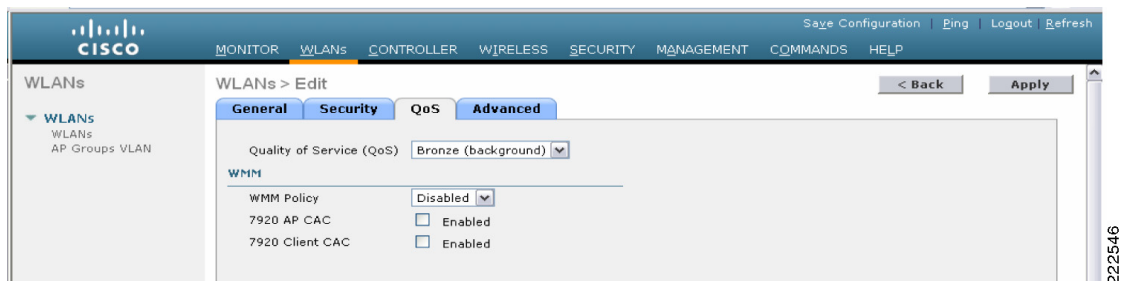 Save Configuration | Ping | Logout | Refresh
CISCO
MONITOR WLANs CONTROLLER WIRELESS SECURITY MANAGEMENT COMMANDS HELP
WLANs
WLANs > Edit
< Back
Apply
General Security QoS Advanced
WLANs
WLANs
AP Groups VLAN
Quality of Service (QoS) Bronze (background)
WMM
WMM Policy Disabled
7920 AP CAC Enabled
7920 Client CAC Enabled
222546